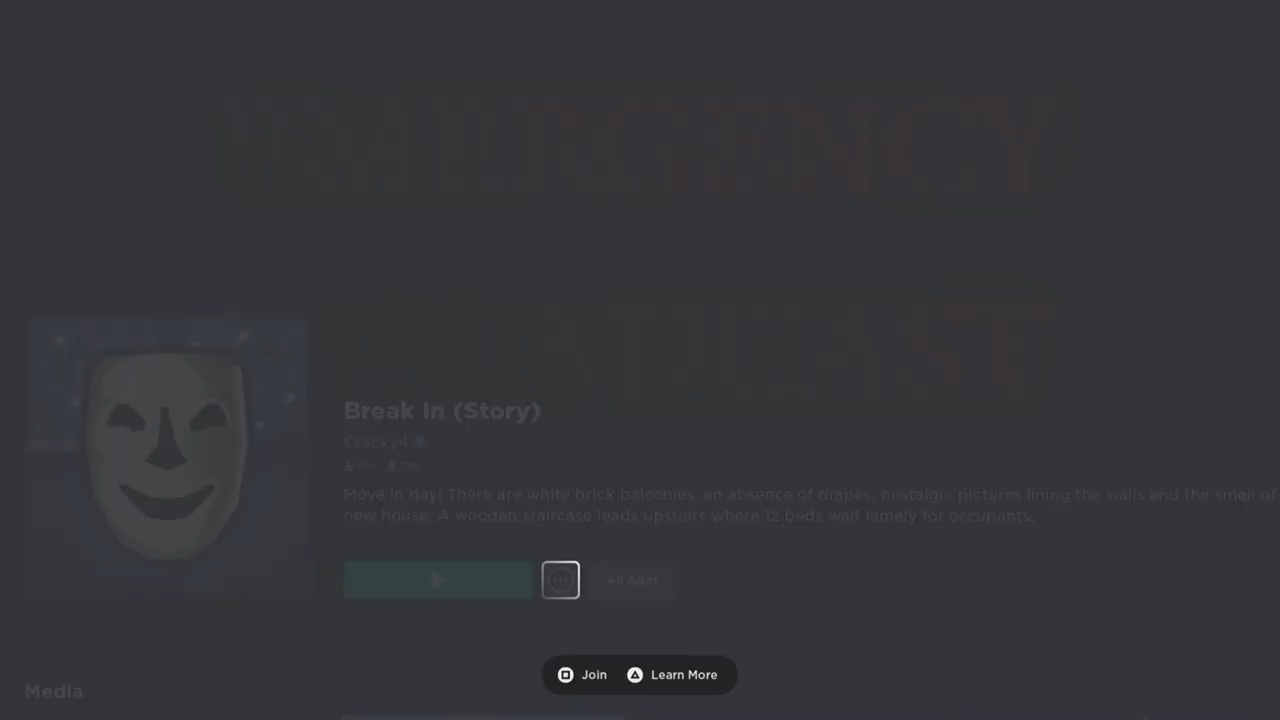 Break In (Story)
Cracky4
Move in day! There are white brick balconies, an absence of drapes, nostalgic pictures lining the walls and the smell of
new house. A wooden staircase leads upstairs where 12 beds wait lamely for occupants.
All Ages
Join
Learn More
Media